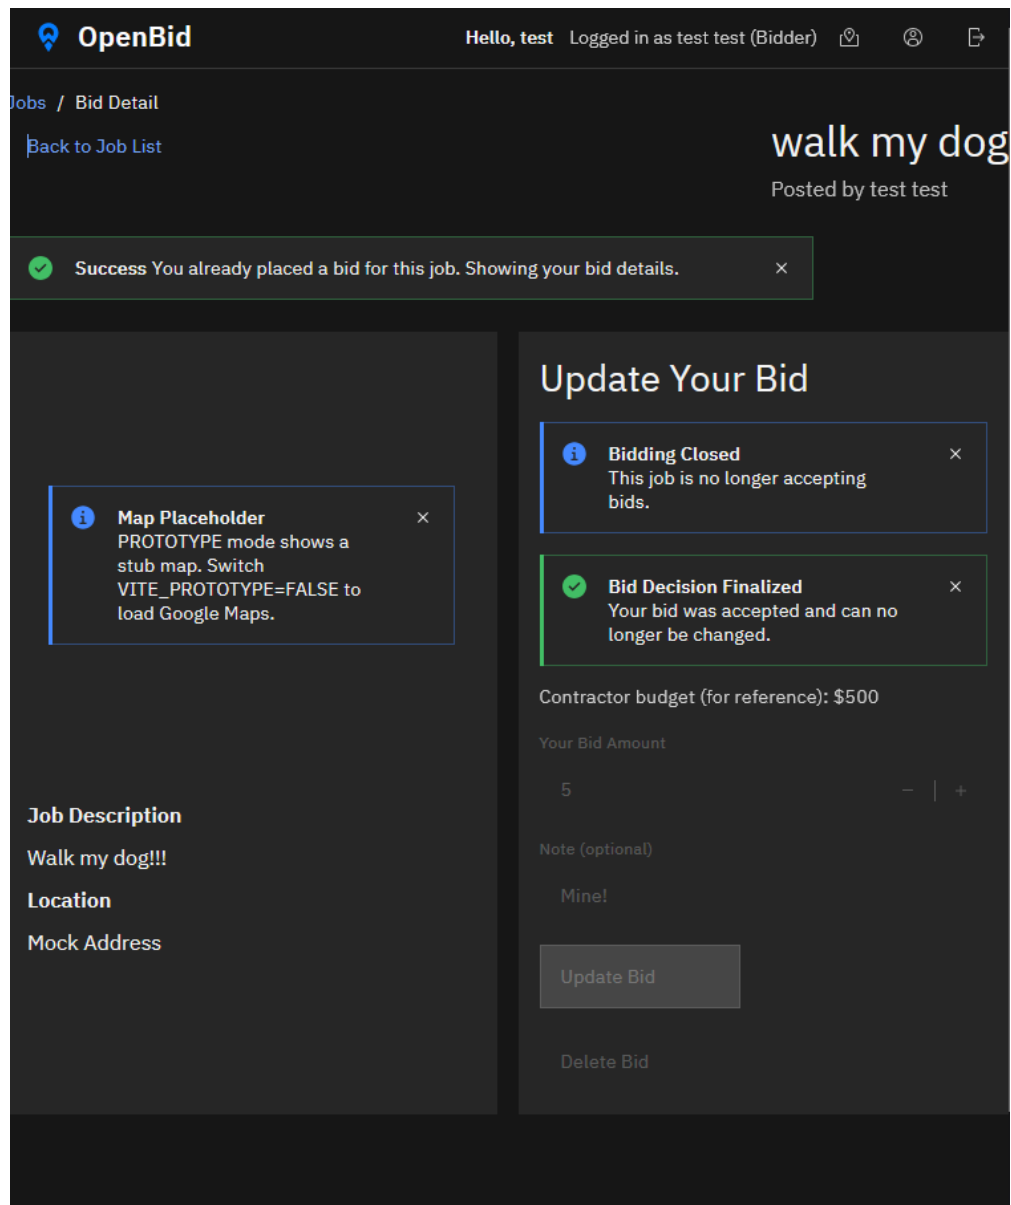 OpenBid
Hello, test Logged in as test test (Bidder)
Jobs / Bid Detail
Back to Job List
walk my dog
Posted by test test
Success You already placed a bid for this job. Showing your bid details.
Map Placeholder
PROTOTYPE mode shows a
stub map. Switch
VITE_PROTOTYPE=FALSE to
load Google Maps.
Job Description
Walk my dog!!!
Location
Mock Address
Update Your Bid
Bidding Closed
This job is no longer accepting
bids.
Bid Decision Finalized
Your bid was accepted and can no
longer be changed.
Contractor budget (for reference): $500
Your Bid Amount
5
Note (optional)
Mine!
Update Bid
Delete Bid